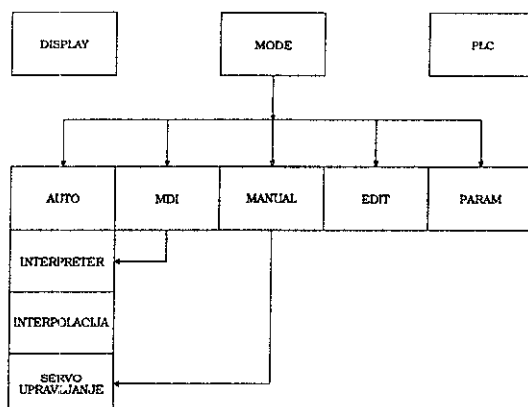 DISPLAY
MODE
PLC
AUTO
MDI
MANUAL
EDIT
PARAM
INTERPRETER
INTERPOLACIJA
SERVO
UPRAVLJANJE